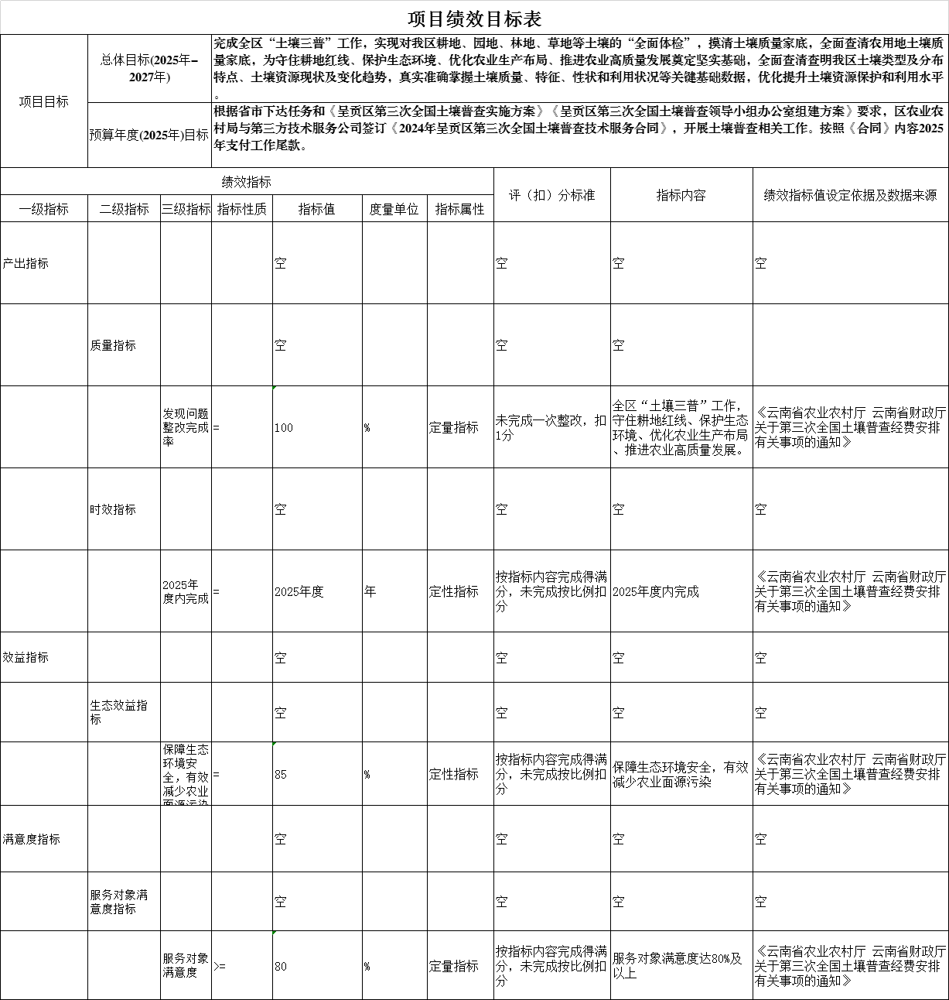 项目绩效目标表
项目目标
总体目标(2025年-
2027年)
完成全区“土壤三普”工作，实现对我区耕地、园地、林地、草地等土壤的“全面体检”，摸清土壤质量家底，全面查清农用地土壤质
量家底，为守住耕地红线、保护生态环境、优化农业生产布局、推进农业高质量发展奠定坚实基础，全面查清查明我区土壤类型及分布
特点、土壤资源现状及变化趋势，真实准确掌握土壤质量、特征、性状和利用状况等关键基础数据，优化提升土壤资源保护和利用水平
。
预算年度(2025年)目标
根据省市下达任务和《呈贡区第三次全国土壤普查实施方案》《呈贡区第三次全国土壤普查领导小组办公室组建方案》要求，区农业农
村局与第三方技术服务公司签订《2024年呈贡区第三次全国土壤普查技术服务合同》，开展土壤普查相关工作。按照《合同》内容2025
年支付工作尾款。
绩效指标
评（扣）分标准
指标内容
绩效指标值设定依据及数据来源
一级指标
二级指标
三级指标
指标性质
指标值
度量单位
指标属性
产出指标
空
空
空
空
质量指标
空
空
空
发现问题
整改完成
率
=
100
%
定量指标
未完成一次整改，扣
1分
全区“土壤三普”工作，
守住耕地红线、保护生态
环境、优化农业生产布局
、推进农业高质量发展。
《云南省农业农村厅 云南省财政厅
关于第三次全国土壤普查经费安排
有关事项的通知》
时效指标
空
空
空
空
2025年
度内完成
=
2025年度
年
定性指标
按指标内容完成得满
分，未完成按比例扣
分
2025年度内完成
《云南省农业农村厅 云南省财政厅
关于第三次全国土壤普查经费安排
有关事项的通知》
效益指标
空
空
空
空
生态效益指
标
空
空
空
空
保障生态
环境安
全，有效
减少农业
面源污染
=
85
%
定性指标
按指标内容完成得满
分，未完成按比例扣
分
保障生态环境安全，有效
减少农业面源污染
《云南省农业农村厅 云南省财政厅
关于第三次全国土壤普查经费安排
有关事项的通知》
满意度指标
空
空
空
空
服务对象满
意度指标
空
空
空
空
服务对象
满意度
>=
80
%
定量指标
按指标内容完成得满
分，未完成按比例扣
分
服务对象满意度达80%及
以上
《云南省农业农村厅 云南省财政厅
关于第三次全国土壤普查经费安排
有关事项的通知》